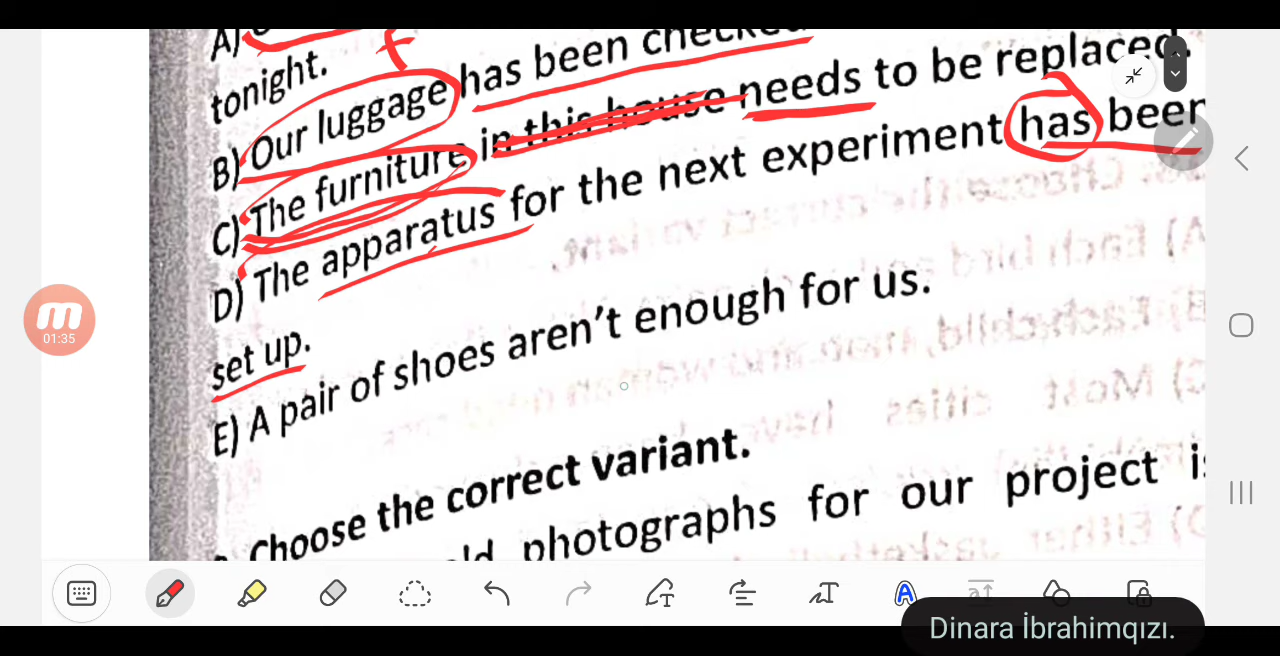 A)
tonight.
B) Our luggage has been checked
C) The furniture in this house needs to be replaced.
D) The apparatus for the next experiment has been
set up.
E) A pair of shoes aren't enough for us.
choose the correct variant.
photographs for our project is
01:35
Dinara İbrahimqızı.